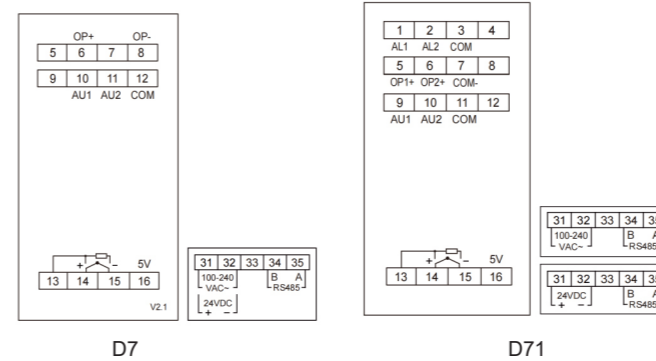 OP+ OP-
5 6 7 8
9 10 11 12
AU1 AU2 COM
+ - 5V
13 14 15 16
V2.1
31 32 33 34 35
100-240 B A
VAC~ RS485
24VDC
+ -
D7
1 2 3 4
AL1 AL2 COM
5 6 7 8
OP1+ OP2+ COM-
9 10 11 12
AU1 AU2 COM
+ - 5V
13 14 15 16
31 32 33 34
100-240 B
VAC~ RS485
31 32 33 34
24VDC B
+ - RS485
D71